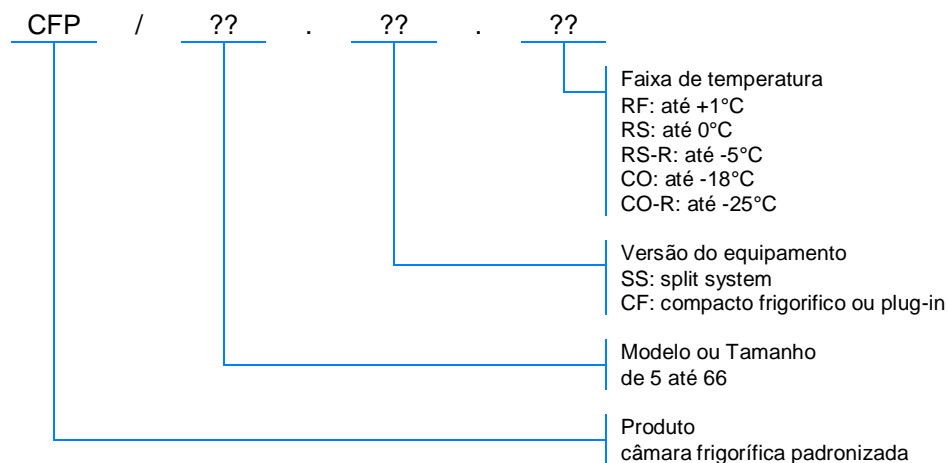 CFP / ?? . ?? . ??
Faixa de temperatura
RF: até +1°C
RS: até 0°C
RS-R: até -5°C
CO: até -18°C
CO-R: até -25°C
Versão do equipamento
SS: split system
CF: compacto frigorifico ou plug-in
Modelo ou Tamanho
de 5 até 66
Produto
câmara frigorífica padronizada